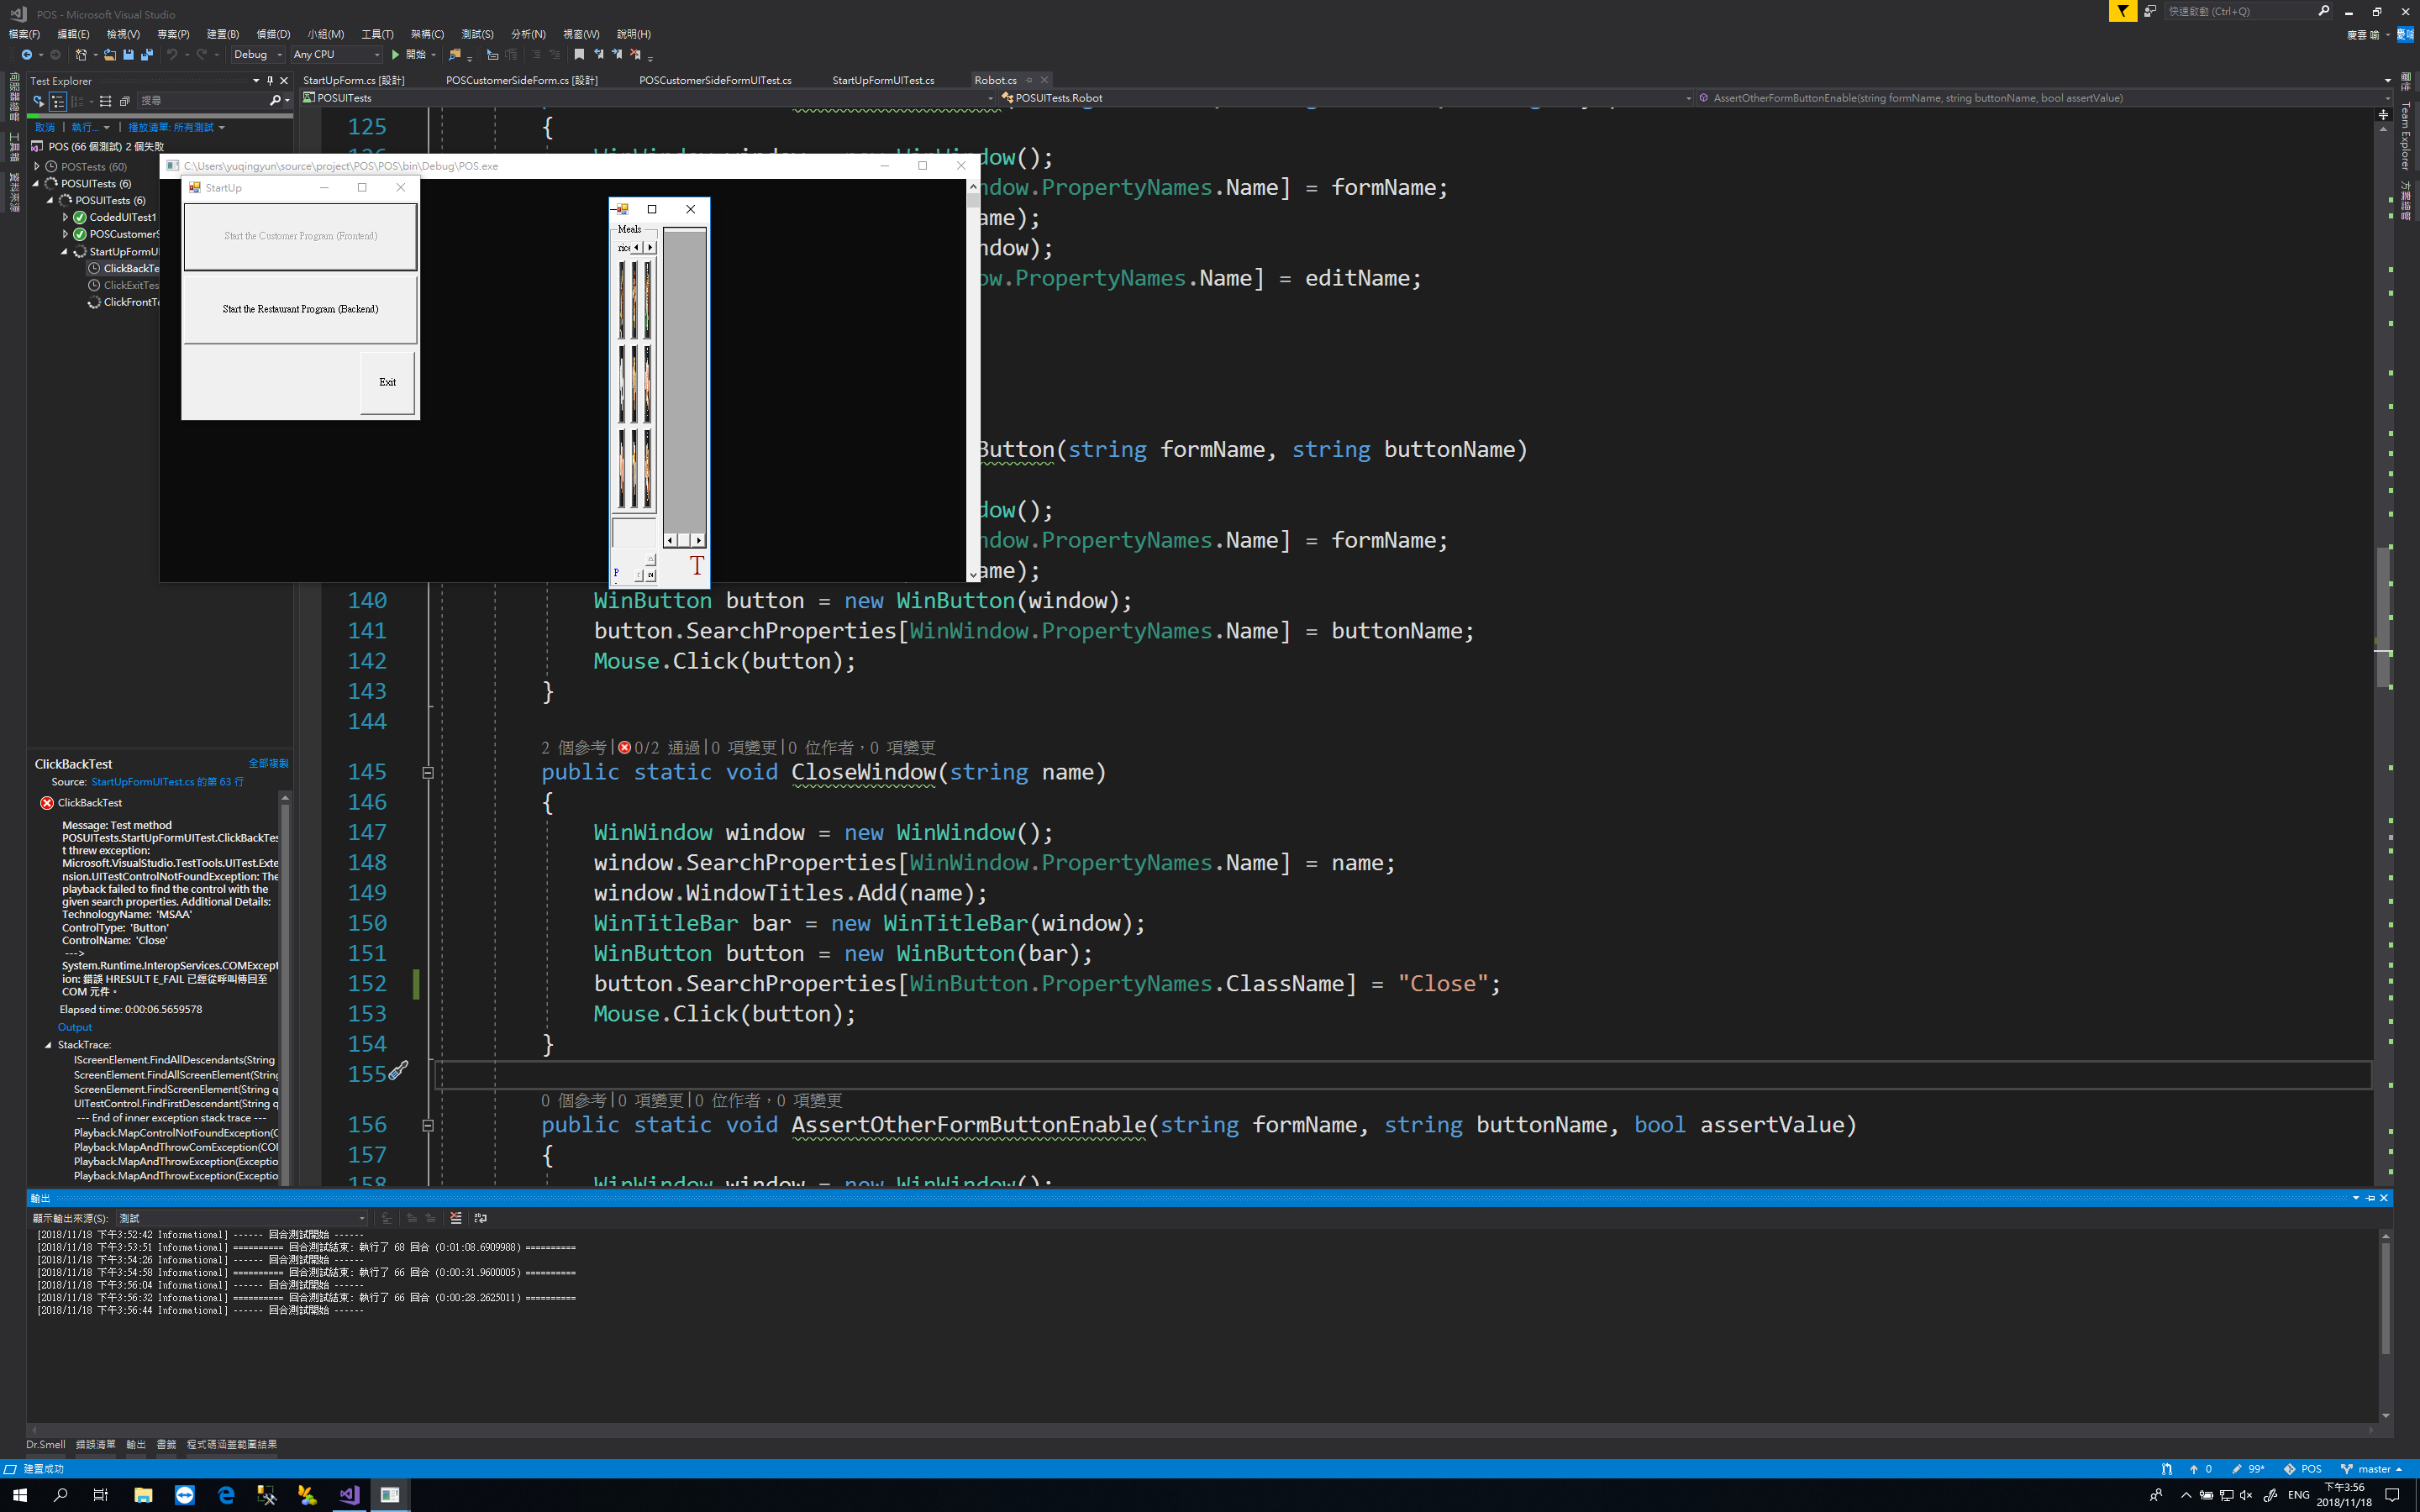 POS - Microsoft Visual Studio
快速啟動 (Ctrl+Q)
檔案(F) 編輯(E) 檢視(V) 專案(P) 建置(B) 偵錯(D) 小組(M) 工具(T) 架構(C) 測試(S) 分析(N) 視窗(W) 說明(H)
慶雲 喻
Debug Any CPU 開始
Test Explorer
StartUpForm.cs [設計] POSCustomerSideForm.cs [設計] POSCustomerSideFormUITest.cs StartUpFormUITest.cs Robot.cs
搜尋
POSUITests POSUITests.Robot AssertOtherFormButtonEnable(string formName, string buttonName, bool assertValue)
取消 | 執行... | 播放清單: 所有測試
POS (66 個測試) 2 個失敗
POSTests (60)
POSUITests (6)
POSUITests (6)
CodedUITest1
POSCustomerS
StartUpFormUI
ClickBackTe
ClickExitTes
ClickFrontTe
Team Explorer
C:\Users\yuqingyun\source\project\POS\POS\bin\Debug\POS.exe
StartUp
Start the Customer Program (Frontend)
Start the Restaurant Program (Backend)
Exit
Meals
rice
P
T
125 {
dow();
ndow.PropertyNames.Name] = formName;
ame);
ndow);
ow.PropertyNames.Name] = editName;
Button(string formName, string buttonName)
dow();
ndow.PropertyNames.Name] = formName;
ame);
140 WinButton button = new WinButton(window);
141 button.SearchProperties[WinWindow.PropertyNames.Name] = buttonName;
142 Mouse.Click(button);
143 }
144
2 個參考|0/2 通過|0 項變更|0 位作者，0 項變更
145 public static void CloseWindow(string name)
146 {
147 WinWindow window = new WinWindow();
148 window.SearchProperties[WinWindow.PropertyNames.Name] = name;
149 window.WindowTitles.Add(name);
150 WinTitleBar bar = new WinTitleBar(window);
151 WinButton button = new WinButton(bar);
152 button.SearchProperties[WinButton.PropertyNames.ClassName] = "Close";
153 Mouse.Click(button);
154 }
155
0 個參考|0 項變更|0 位作者，0 項變更
156 public static void AssertOtherFormButtonEnable(string formName, string buttonName, bool assertValue)
157 {
158 WinWindow window = new WinWindow();
ClickBackTest 全部複製
Source: StartUpFormUITest.cs 的第 63 行
ClickBackTest
Message: Test method
POSUITests.StartUpFormUITest.ClickBackTes
t threw exception:
Microsoft.VisualStudio.TestTools.UITest.Exte
nsion.UITestControlNotFoundException: The
playback failed to find the control with the
given search properties. Additional Details:
TechnologyName: 'MSAA'
ControlType: 'Button'
ControlName: 'Close'
--->
System.Runtime.InteropServices.COMExcept
ion: 錯誤 HRESULT E_FAIL 已經從呼叫傳回至
COM 元件。
Elapsed time: 0:00:06.5659578
Output
StackTrace:
IScreenElement.FindAllDescendants(String
ScreenElement.FindAllScreenElement(String
ScreenElement.FindScreenElement(String q
UITestControl.FindFirstDescendant(String q
--- End of inner exception stack trace ---
Playback.MapControlNotFoundException(C
Playback.MapAndThrowComException(COI
Playback.MapAndThrowException(Exceptio
Playback.MapAndThrowException(Exceptio
輸出
顯示輸出來源(S): 測試
[2018/11/18 下午3:52:42 Informational] ------ 回合測試開始 ------
[2018/11/18 下午3:53:51 Informational] ========== 回合測試結束: 執行了 68 回合 (0:01:08.6909988) ==========
[2018/11/18 下午3:54:26 Informational] ------ 回合測試開始 ------
[2018/11/18 下午3:54:58 Informational] ========== 回合測試結束: 執行了 66 回合 (0:00:31.9600005) ==========
[2018/11/18 下午3:56:04 Informational] ------ 回合測試開始 ------
[2018/11/18 下午3:56:32 Informational] ========== 回合測試結束: 執行了 66 回合 (0:00:28.2625011) ==========
[2018/11/18 下午3:56:44 Informational] ------ 回合測試開始 ------
Dr.Smell 錯誤清單 輸出 書籤 程式碼涵蓋範圍結果
建置成功 0 99* POS master
ENG 下午3:56
2018/11/18